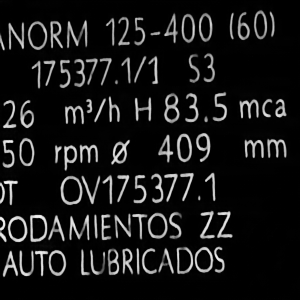 ANORM 125-400 (60)
175377.1/1 S3
26 m³/h H 83.5 mca
50 rpm ø 409 mm
OT OV175377.1
RODAMIENTOS ZZ
AUTO LUBRICADOS